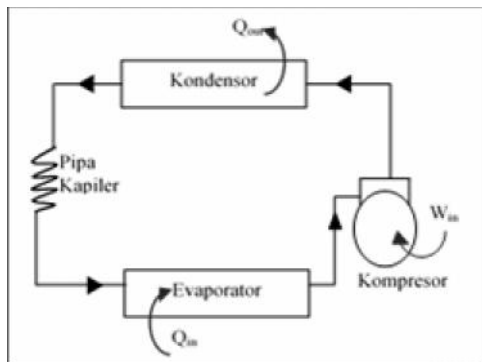 Qout
Kondensor
Pipa
Kapiler
Win
Kompresor
Evaporator
Qin